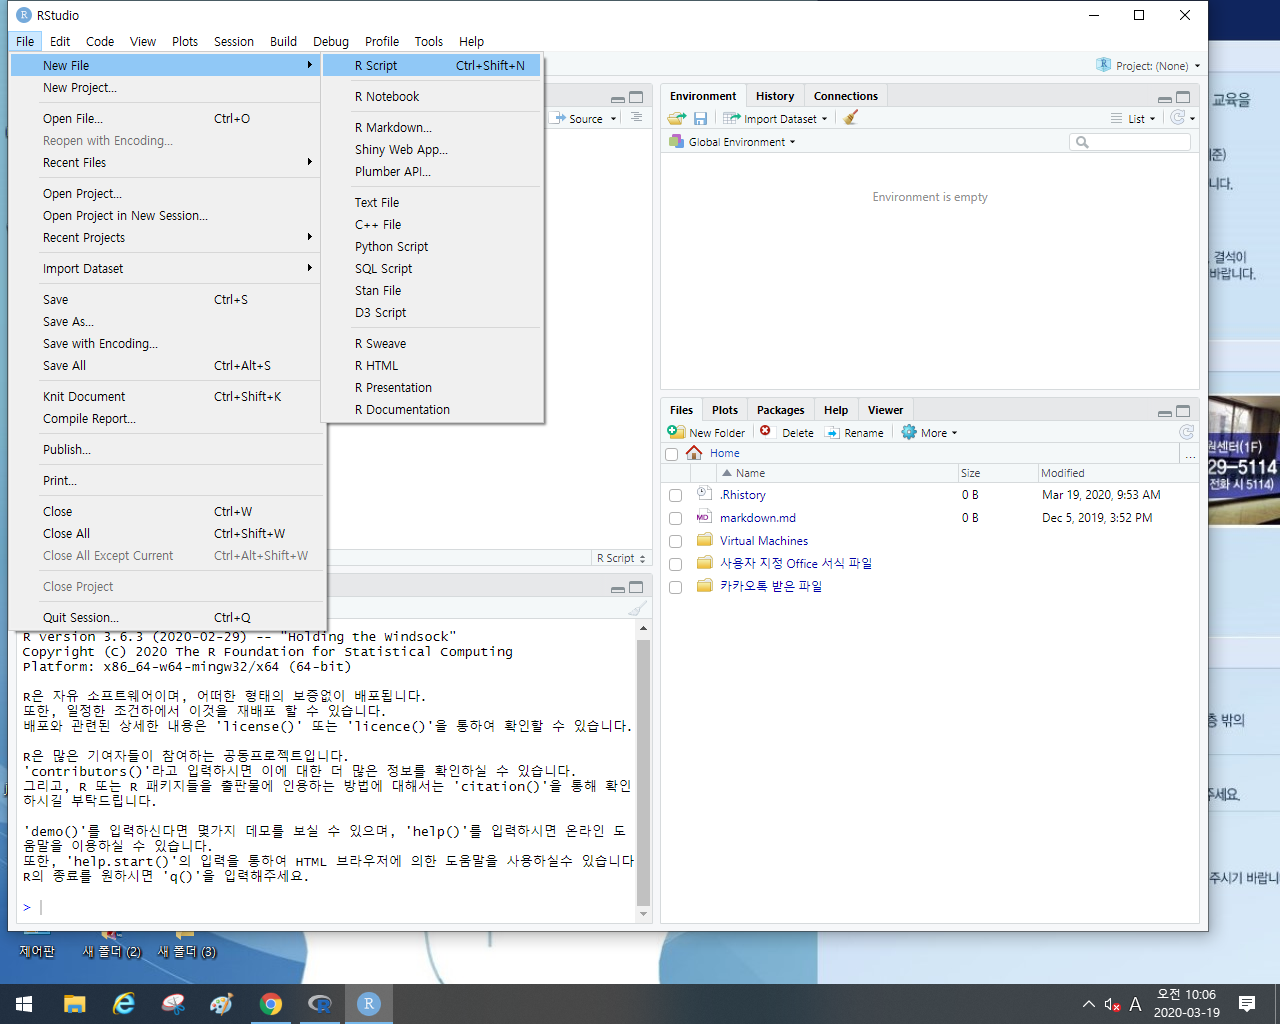 RStudio
File Edit Code View Plots Session Build Debug Profile Tools Help
New File
New Project...
Open File... Ctrl+O
Reopen with Encoding...
Recent Files
Open Project...
Open Project in New Session...
Recent Projects
Import Dataset
Save Ctrl+S
Save As...
Save with Encoding...
Save All Ctrl+Alt+S
Knit Document Ctrl+Shift+K
Compile Report...
Publish...
Print...
Close Ctrl+W
Close All Ctrl+Shift+W
Close All Except Current Ctrl+Alt+Shift+W
Close Project
Quit Session... Ctrl+Q
R Script Ctrl+Shift+N
R Notebook
R Markdown...
Shiny Web App...
Plumber API...
Text File
C++ File
Python Script
SQL Script
Stan File
D3 Script
R Sweave
R HTML
R Presentation
R Documentation
Source
R Script
Project: (None)
Environment History Connections
Import Dataset List
Global Environment
Environment is empty
Files Plots Packages Help Viewer
New Folder Delete Rename More
Home ...
Name Size Modified
.Rhistory 0 B Mar 19, 2020, 9:53 AM
MD markdown.md 0 B Dec 5, 2019, 3:52 PM
Virtual Machines
사용자 지정 Office 서식 파일
카카오톡 받은 파일
R version 3.6.3 (2020-02-29) -- "Holding the Windsock"
Copyright (C) 2020 The R Foundation for Statistical Computing
Platform: x86_64-w64-mingw32/x64 (64-bit)
R은 자유 소프트웨어이며, 어떠한 형태의 보증없이 배포됩니다.
또한, 일정한 조건하에서 이것을 재배포 할 수 있습니다.
배포와 관련된 상세한 내용은 'license()' 또는 'licence()'을 통하여 확인할 수 있습니다.
R은 많은 기여자들이 참여하는 공동프로젝트입니다.
'contributors()'라고 입력하시면 이에 대한 더 많은 정보를 확인하실 수 있습니다.
그리고, R 또는 R 패키지들을 출판물에 인용하는 방법에 대해서는 'citation()'을 통해 확인
하시길 부탁드립니다.
'demo()'를 입력하신다면 몇가지 데모를 보실 수 있으며, 'help()'를 입력하시면 온라인 도
움말을 이용하실 수 있습니다.
또한, 'help.start()'의 입력을 통하여 HTML 브라우저에 의한 도움말을 사용하실수 있습니다
R의 종료를 원하시면 'q()'을 입력해주세요.
>
교육을
준)
니다.
결석이
바랍니다.
원센터(1F)
29-5114
전화 시 5114)
층 밖의
주세요.
주시기 바랍니
제어판 새 폴더 (2) 새 폴더 (3)
A 오전 10:06
2020-03-19